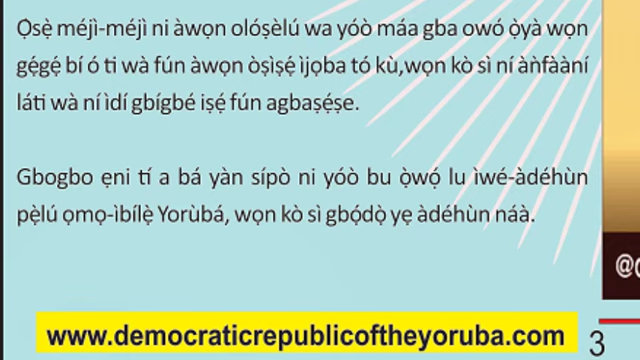 Ọ̀sẹ̀ méjì-méjì ni àwọn olóṣèlú wa yóò máa gba owó ọ̀yà wọn
gẹ́gẹ́ bí ó ti wà fún àwọn òṣìṣẹ́ ìjọba tó kù,wọn kò sì ní àǹfààní
láti wà ní ìdí gbígbé iṣẹ́ fún agbaṣẹ́ṣe.
Gbogbo ẹni tí a bá yàn sípò ni yóò bu ọ̀wọ́ lu ìwé-àdéhùn
pẹ̀lú ọmọ-ìbílẹ̀ Yorùbá, wọn kò sì gbọ́dọ̀ yẹ àdéhùn náà.
www.democraticrepublicoftheyoruba.com
3